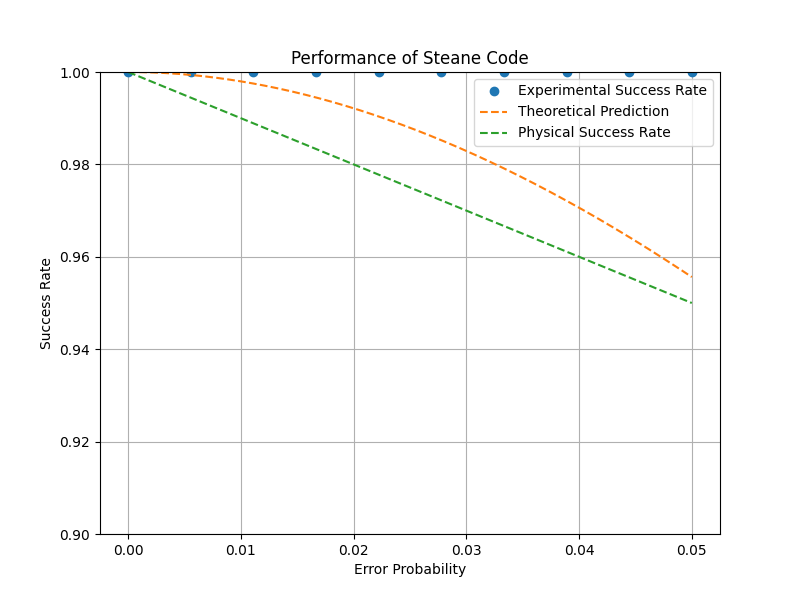 Performance of Steane Code
1.00
0.98
0.96
0.94
0.92
0.90
Success Rate
Experimental Success Rate
Theoretical Prediction
Physical Success Rate
0.00 0.01 0.02 0.03 0.04 0.05
Error Probability